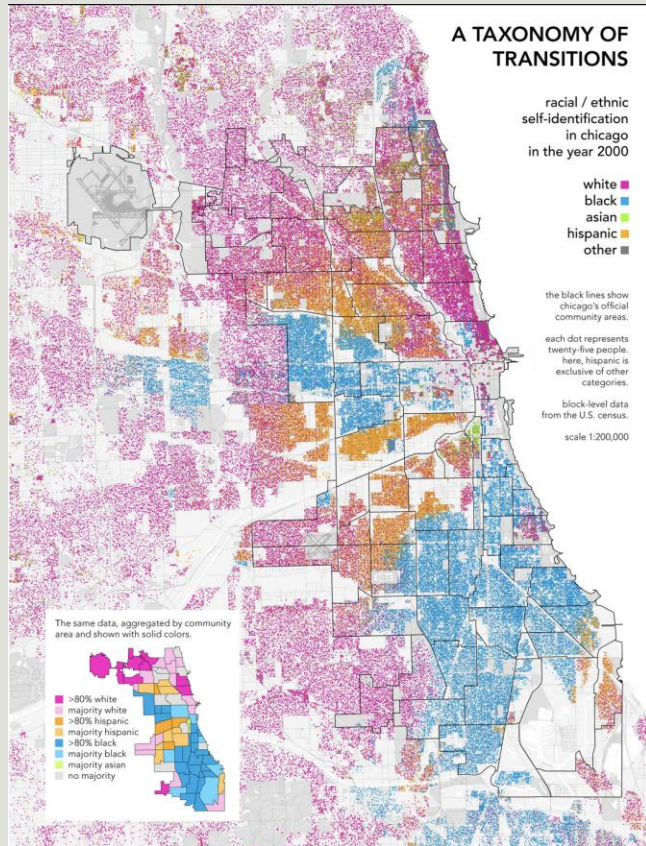 A TAXONOMY OF
TRANSITIONS
racial / ethnic
self-identification
in chicago
in the year 2000
white
black
asian
hispanic
other
the black lines show
chicago's official
community areas.
each dot represents
twenty-five people.
here, hispanic is
exclusive of other
categories.
block-level data
from the U.S. census.
scale 1:200,000
The same data, aggregated by community
area and shown with solid colors.
>80% white
majority white
>80% hispanic
majority hispanic
>80% black
majority black
majority asian
no majority